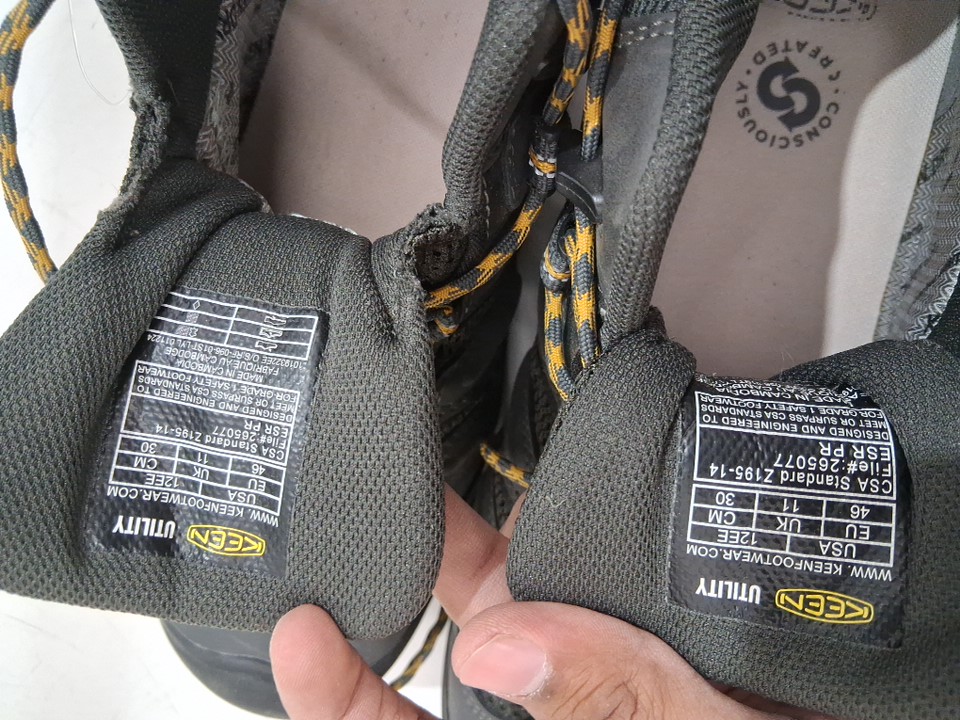 KEEN UTILITY
WWW. KEENFOOTWEAR.COM
USA 12EE CM 30
EU 46 UK 11
CSA Standard Z195-14
File#:265077
ESR PR
DESIGNED AND ENGINEERED TO
MEET OR SURPASS CSA STANDARDS
FOR GRADE 1 SAFETY FOOTWEAR
MADE IN CAMBODIA
FABRIQUE AU CAMBODGE
KEEN UTILITY
WWW. KEENFOOTWEAR.COM
USA 12EE CM 30
EU 46 UK 11
CSA Standard Z195-14
File#:265077
ESR PR
DESIGNED AND ENGINEERED TO
MEET OR SURPASS CSA STANDARDS
FOR GRADE 1 SAFETY FOOTWEAR
MADE IN CAMBODIA
CONSCIOUSLY • CREATED •